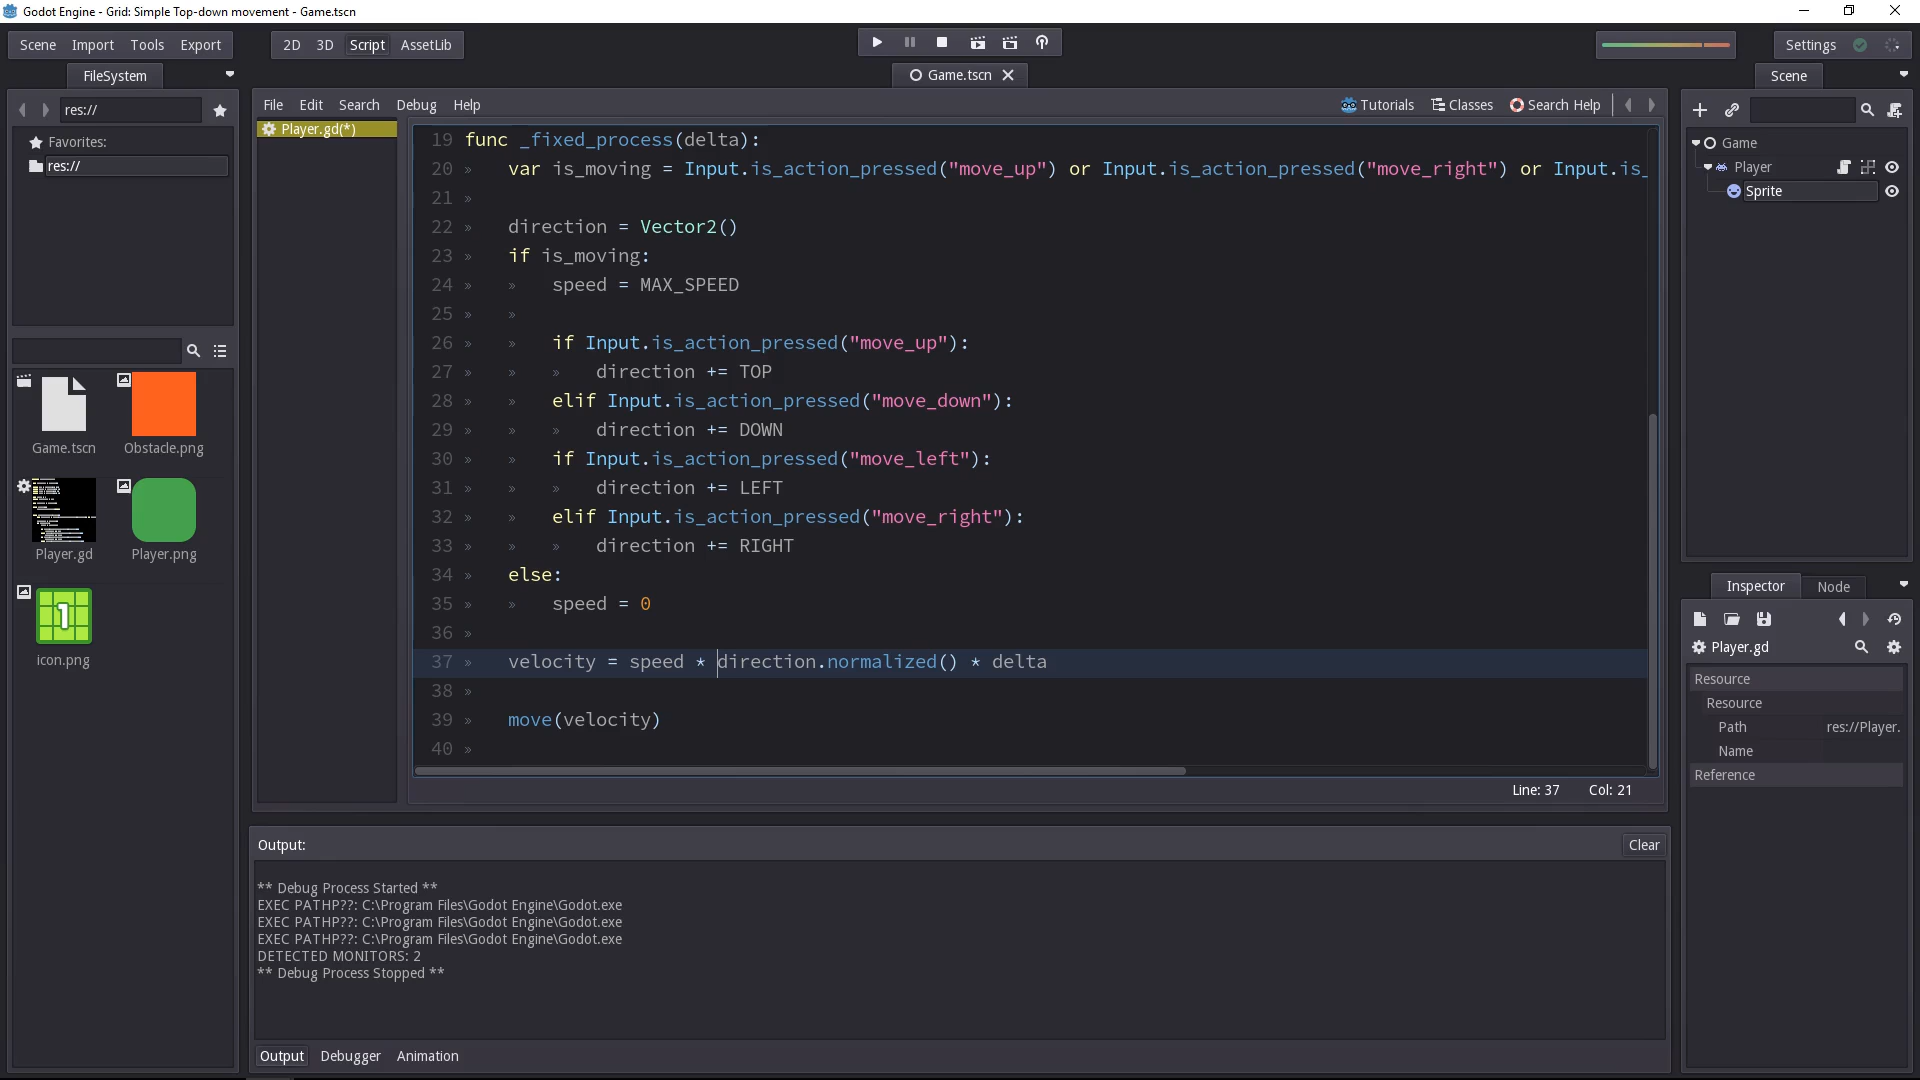 Godot Engine - Grid: Simple Top-down movement - Game.tscn
Scene Import Tools Export
2D 3D Script AssetLib
Settings
FileSystem
Game.tscn
Scene
res://
File Edit Search Debug Help
Tutorials Classes Search Help
Favorites:
res://
Player.gd(*)
19 func _fixed_process(delta):
20 var is_moving = Input.is_action_pressed("move_up") or Input.is_action_pressed("move_right") or Input.is_
21
22 direction = Vector2()
23 if is_moving:
24 speed = MAX_SPEED
25
26 if Input.is_action_pressed("move_up"):
27 direction += TOP
28 elif Input.is_action_pressed("move_down"):
29 direction += DOWN
30 if Input.is_action_pressed("move_left"):
31 direction += LEFT
32 elif Input.is_action_pressed("move_right"):
33 direction += RIGHT
34 else:
35 speed = 0
36
37 velocity = speed * direction.normalized() * delta
38
39 move(velocity)
40
Line: 37 Col: 21
Game.tscn
Obstacle.png
Player.gd
Player.png
1
icon.png
Game
Player
Sprite
Inspector Node
Player.gd
Resource
Resource
Path res://Player.
Name
Reference
Output:
Clear
** Debug Process Started **
EXEC PATHP??: C:\Program Files\Godot Engine\Godot.exe
EXEC PATHP??: C:\Program Files\Godot Engine\Godot.exe
EXEC PATHP??: C:\Program Files\Godot Engine\Godot.exe
DETECTED MONITORS: 2
** Debug Process Stopped **
Output Debugger Animation